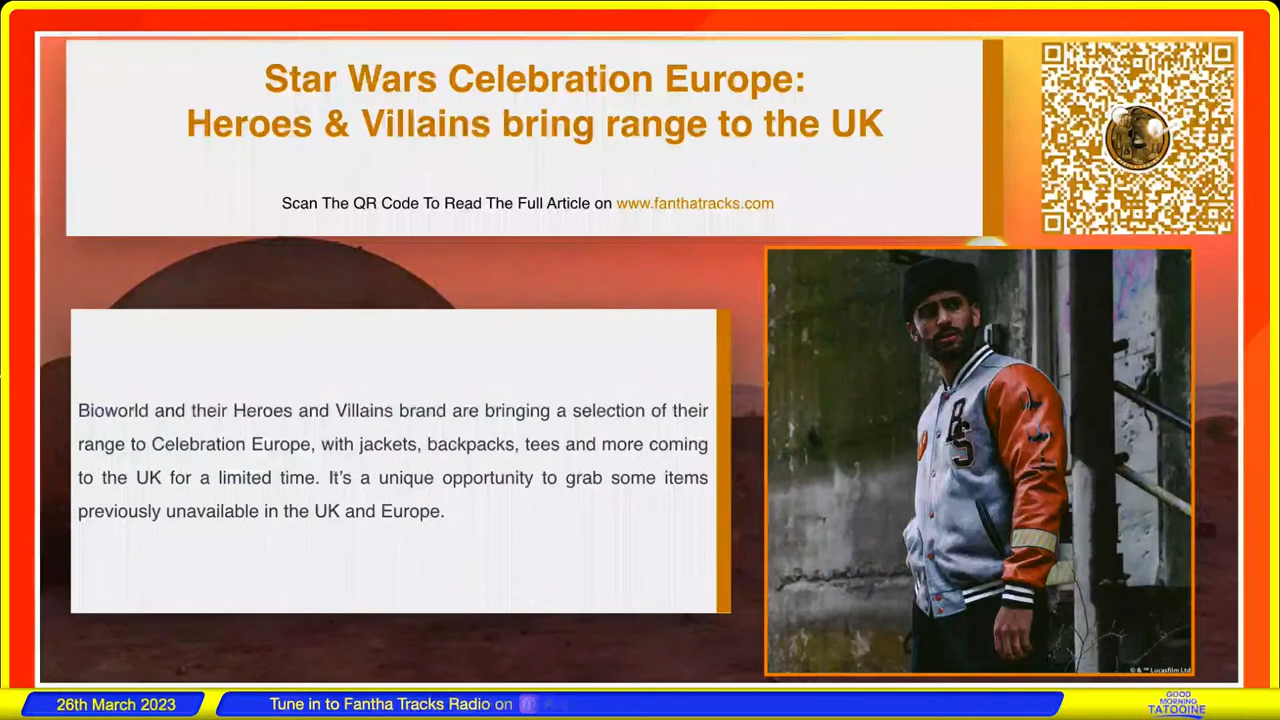 Star Wars Celebration Europe:
Heroes & Villains bring range to the UK
Scan The QR Code To Read The Full Article on www.fanthatracks.com
Bioworld and their Heroes and Villains brand are bringing a selection of their
range to Celebration Europe, with jackets, backpacks, tees and more coming
to the UK for a limited time. It’s a unique opportunity to grab some items
previously unavailable in the UK and Europe.
© & ™ Lucasfilm Ltd
26th March 2023
Tune in to Fantha Tracks Radio on
GOOD
MORNING
TATOOINE